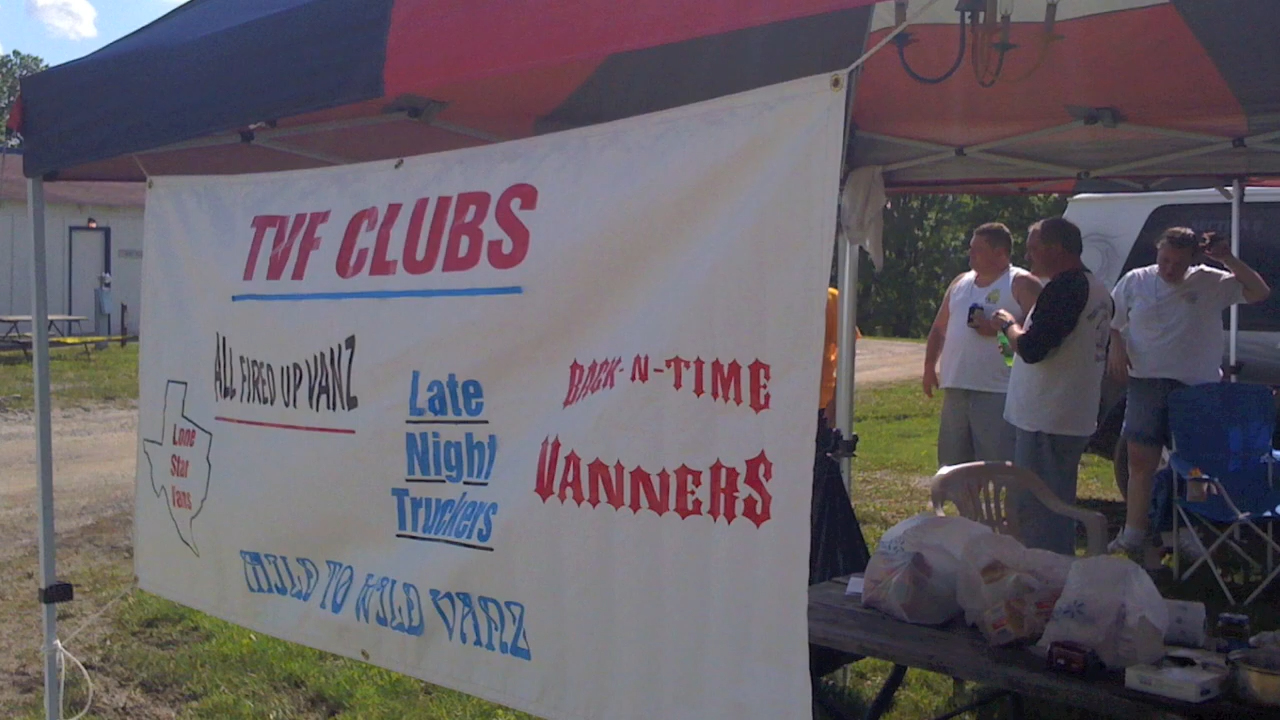 TVF CLUBS
ALL FIRED UP VANZ
Lone
Star
Vans
Late
Night
Truckers
BACK-N-TIME
VANNERS
MILD TO WILD VANZ